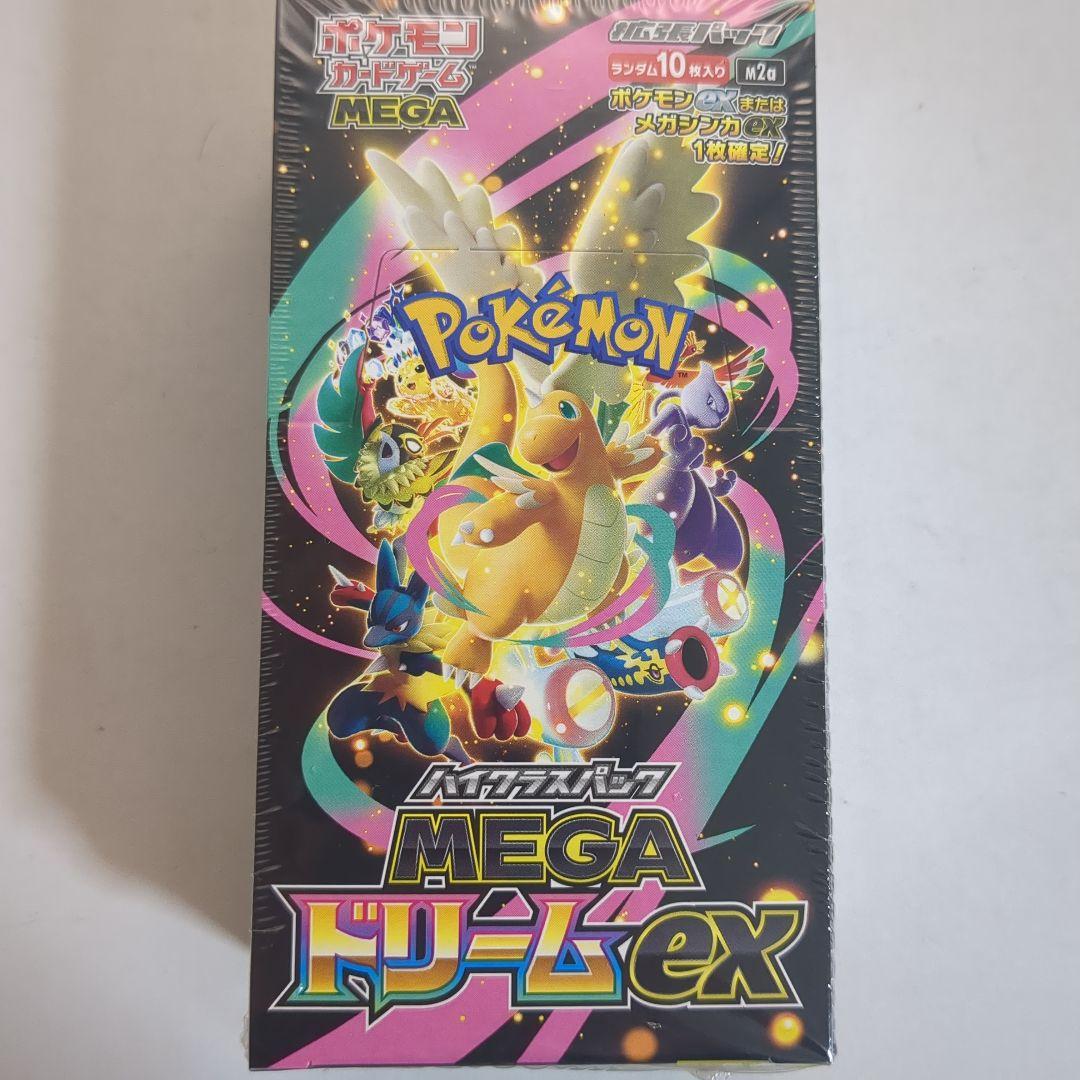 ポケモン
カードゲーム™
MEGA
拡張パック
ランダム10枚入り M2a
ポケモンexまたは
メガシンカex
1枚確定!
POKÉMON™
ハイクラスパック
MEGA
ドリームex